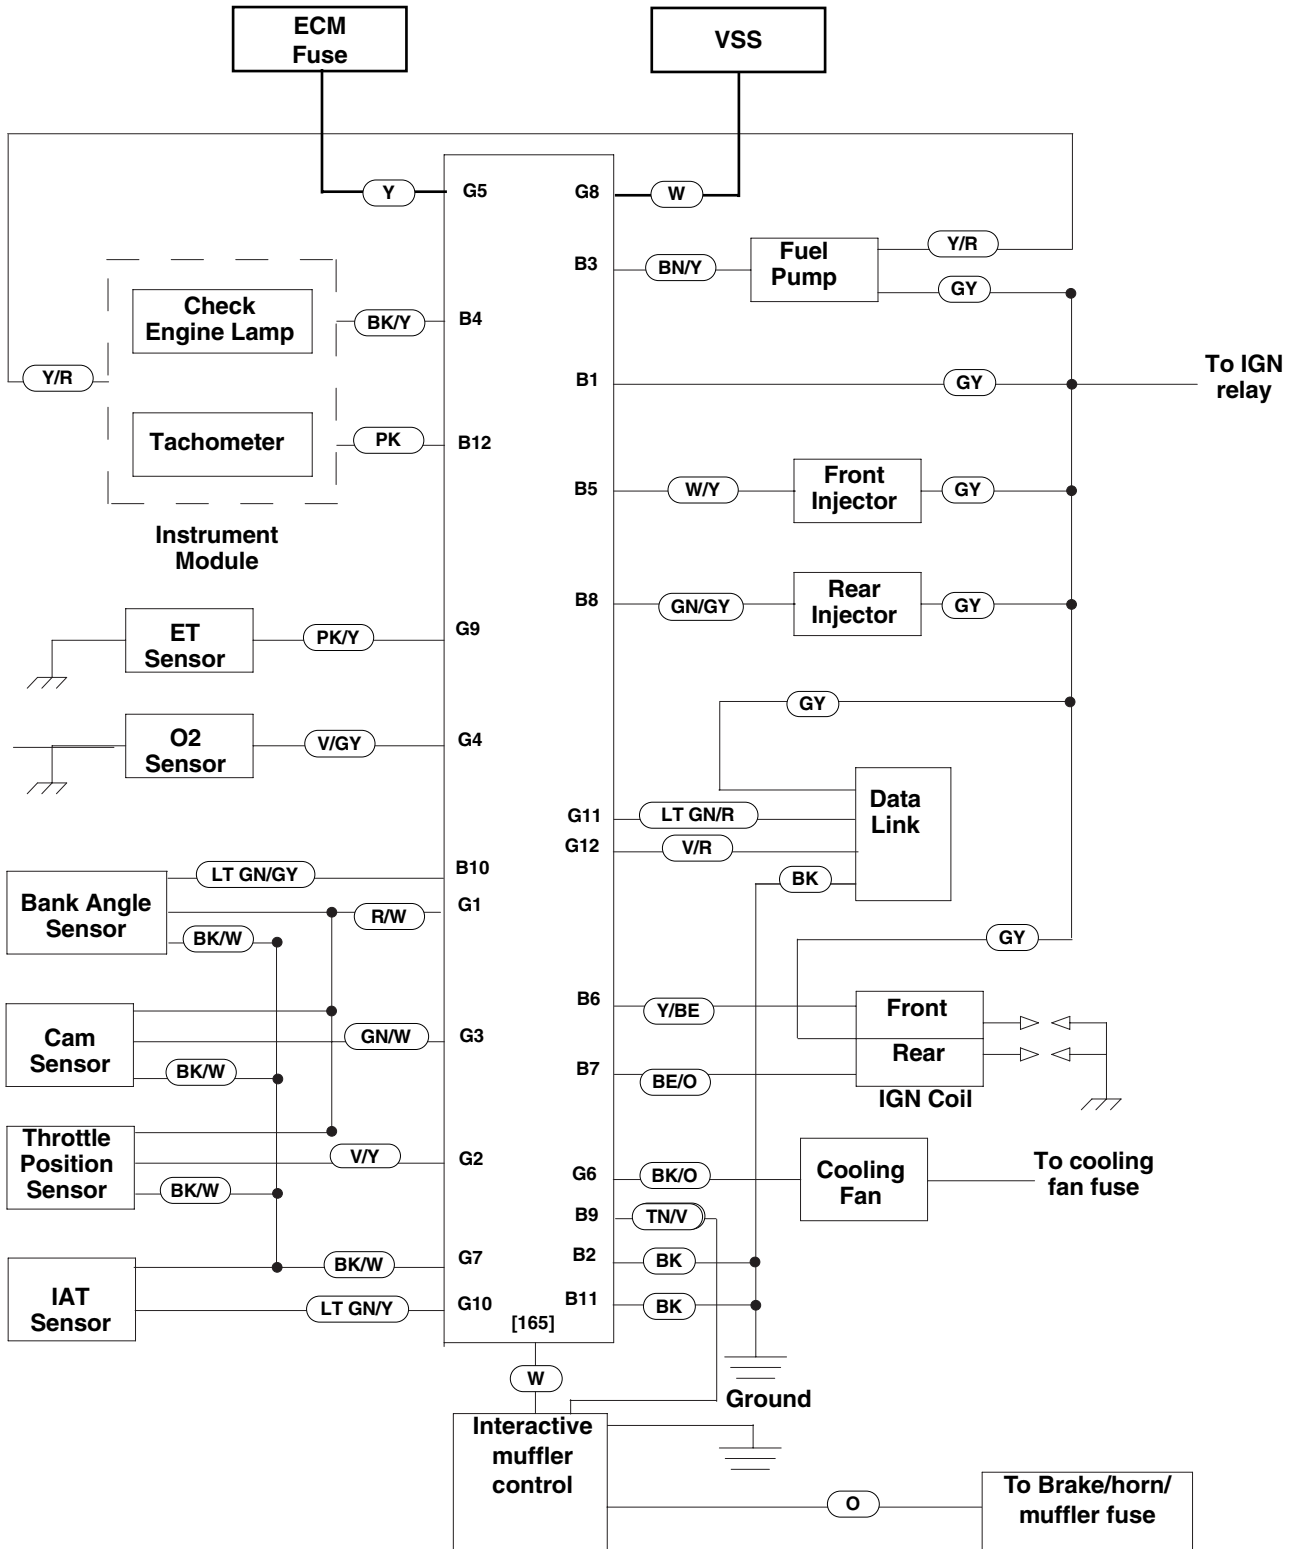 ECM
Fuse
VSS
Y
G5
G8
W
B3
BN/Y
Fuel
Pump
Y/R
GY
Check
Engine Lamp
BK/Y
B4
Y/R
B1
GY
To IGN
relay
Tachometer
PK
B12
B5
W/Y
Front
Injector
GY
Instrument
Module
B8
GN/GY
Rear
Injector
GY
ET
Sensor
PK/Y
G9
GY
O2
Sensor
V/GY
G4
Data
Link
G11
LT GN/R
G12
V/R
BK
Bank Angle
Sensor
LT GN/GY
B10
R/W
G1
BK/W
GY
Cam
Sensor
GN/W
G3
BK/W
B6
Y/BE
Front
Rear
B7
BE/O
IGN Coil
Throttle
Position
Sensor
V/Y
G2
BK/W
G6
BK/O
Cooling
Fan
To cooling
fan fuse
B9
TN/V
B2
BK
B11
BK
IAT
Sensor
BK/W
G7
LT GN/Y
G10
[165]
W
Ground
Interactive
muffler
control
O
To Brake/horn/
muffler fuse